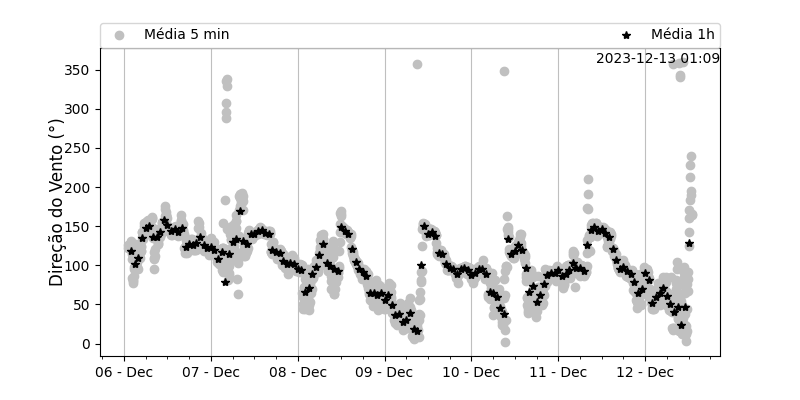 Média 5 min
Média 1h
2023-12-13 01:09
Direção do Vento (°)
350
300
250
200
150
100
50
0
06 - Dec
07 - Dec
08 - Dec
09 - Dec
10 - Dec
11 - Dec
12 - Dec